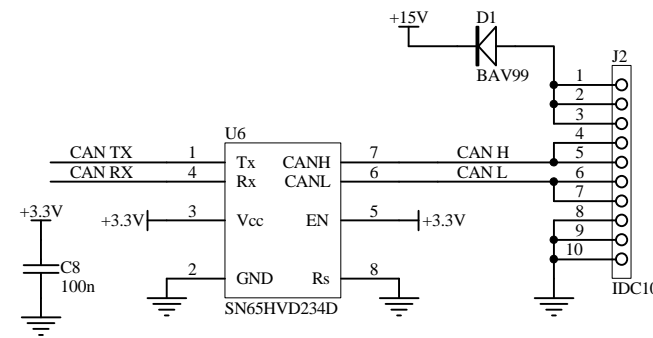 +15V
D1
BAV99
J2
1
2
3
4
5
6
7
8
9
10
IDC10
U6
CAN TX 1 Tx CANH 7 CAN H
CAN RX 4 Rx CANL 6 CAN L
+3.3V 3 Vcc EN 5 +3.3V
2 GND Rs 8
SN65HVD234D
+3.3V
C8
100n